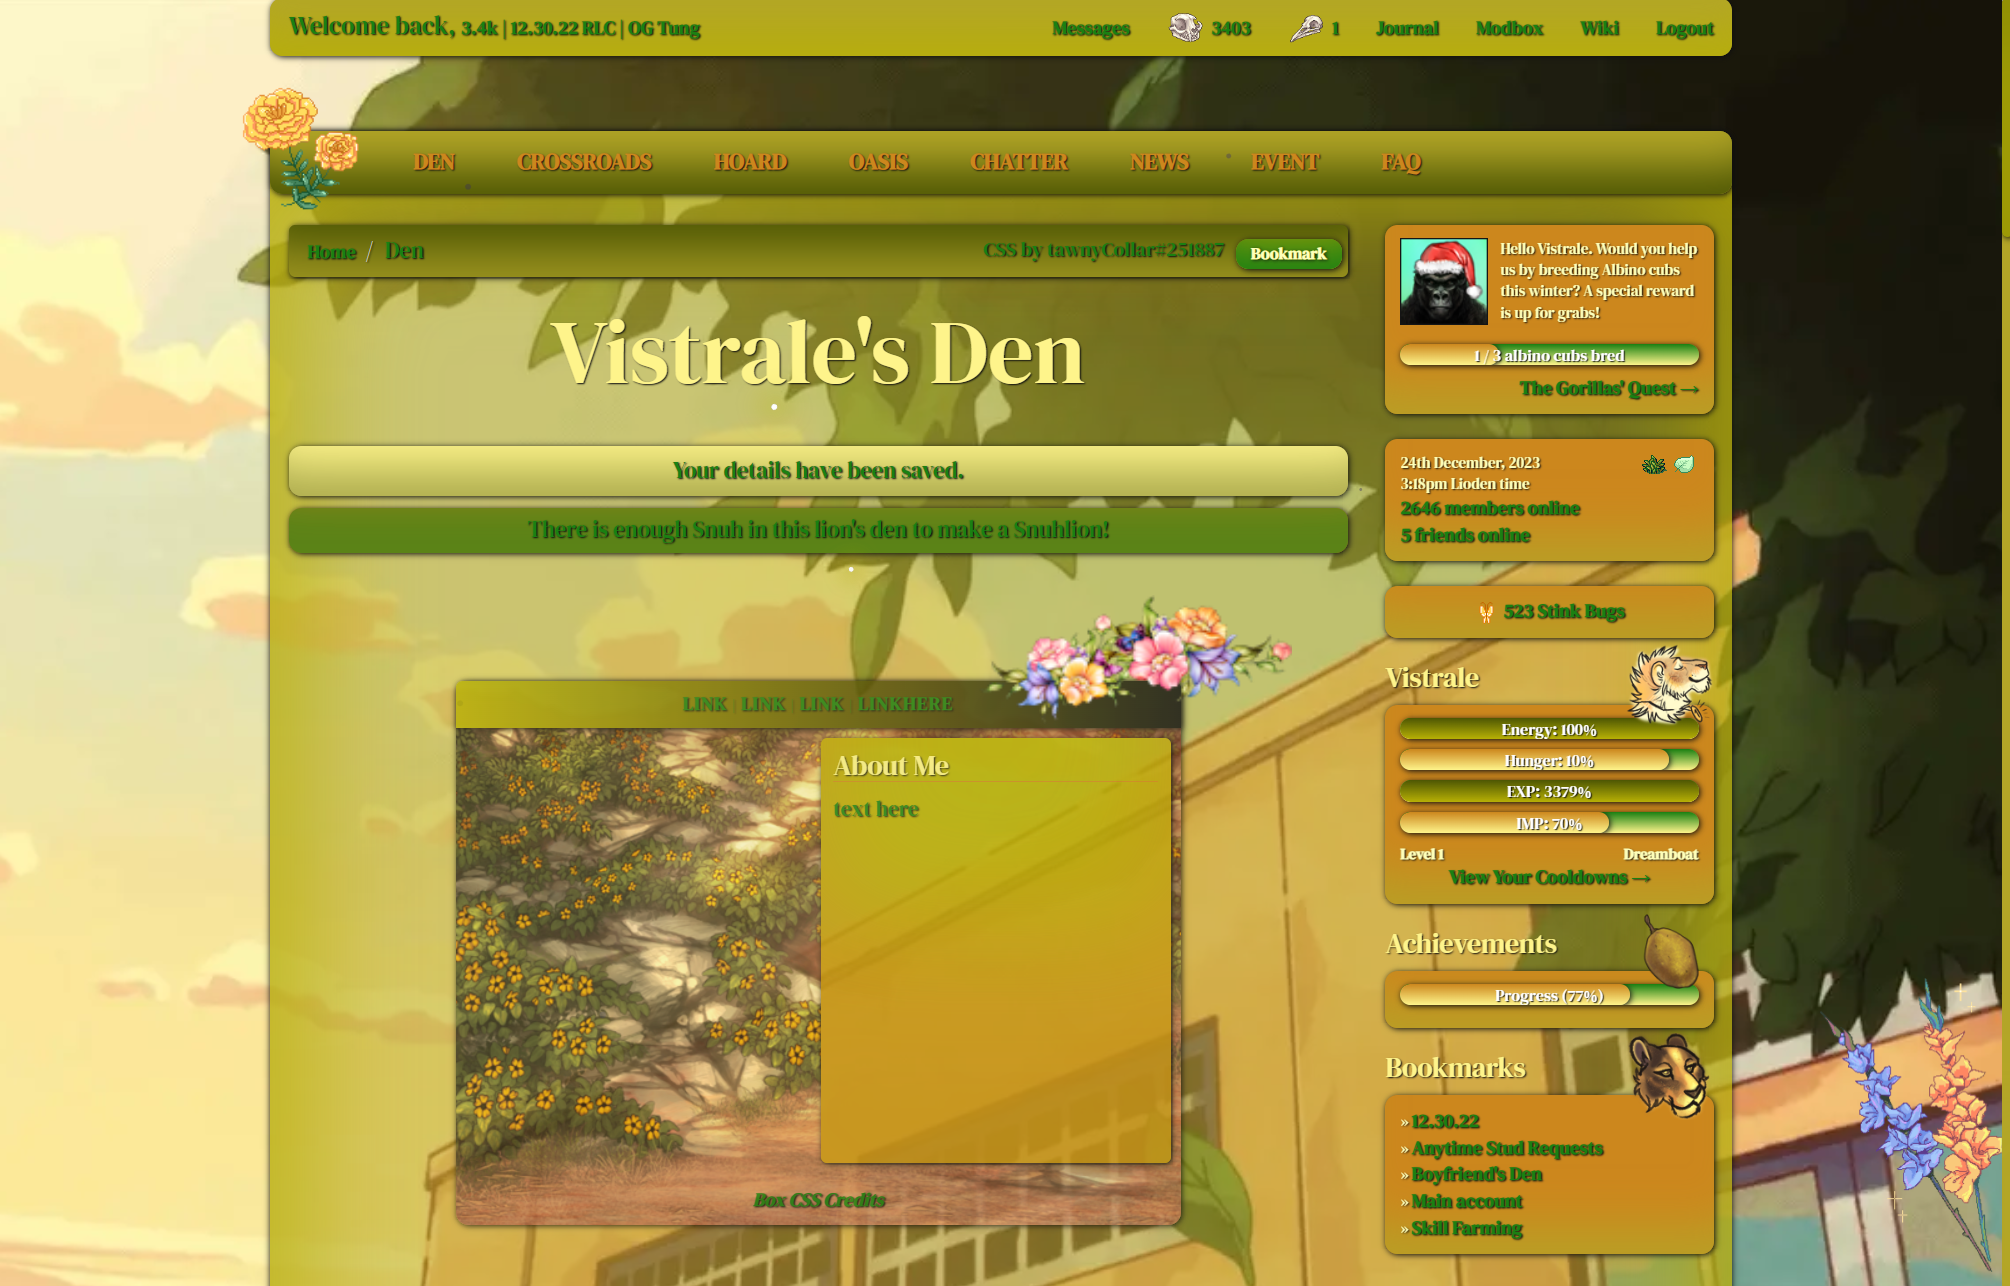 Welcome back, 3.4k | 12.30.22 RLC | OG Tung
Messages 3403 1 Journal Modbox Wiki Logout
DEN CROSSROADS HOARD OASIS CHATTER NEWS EVENT FAQ
Home / Den
CSS by tawnyCollar#251887 Bookmark
Vistrale's Den
Your details have been saved.
There is enough Snuh in this lion's den to make a Snuhlion!
LINK | LINK | LINK | LINKHERE
About Me
text here
Box CSS Credits
Hello Vistrale. Would you help
us by breeding Albino cubs
this winter? A special reward
is up for grabs!
1 / 3 albino cubs bred
The Gorillas' Quest →
24th December, 2023
3:18pm Lioden time
2646 members online
5 friends online
523 Stink Bugs
Vistrale
Energy: 100%
Hunger: 10%
EXP: 3379%
IMP: 70%
Level 1 Dreamboat
View Your Cooldowns →
Achievements
Progress (77%)
Bookmarks
» 12.30.22
» Anytime Stud Requests
» Boyfriend's Den
» Main account
» Skill Farming